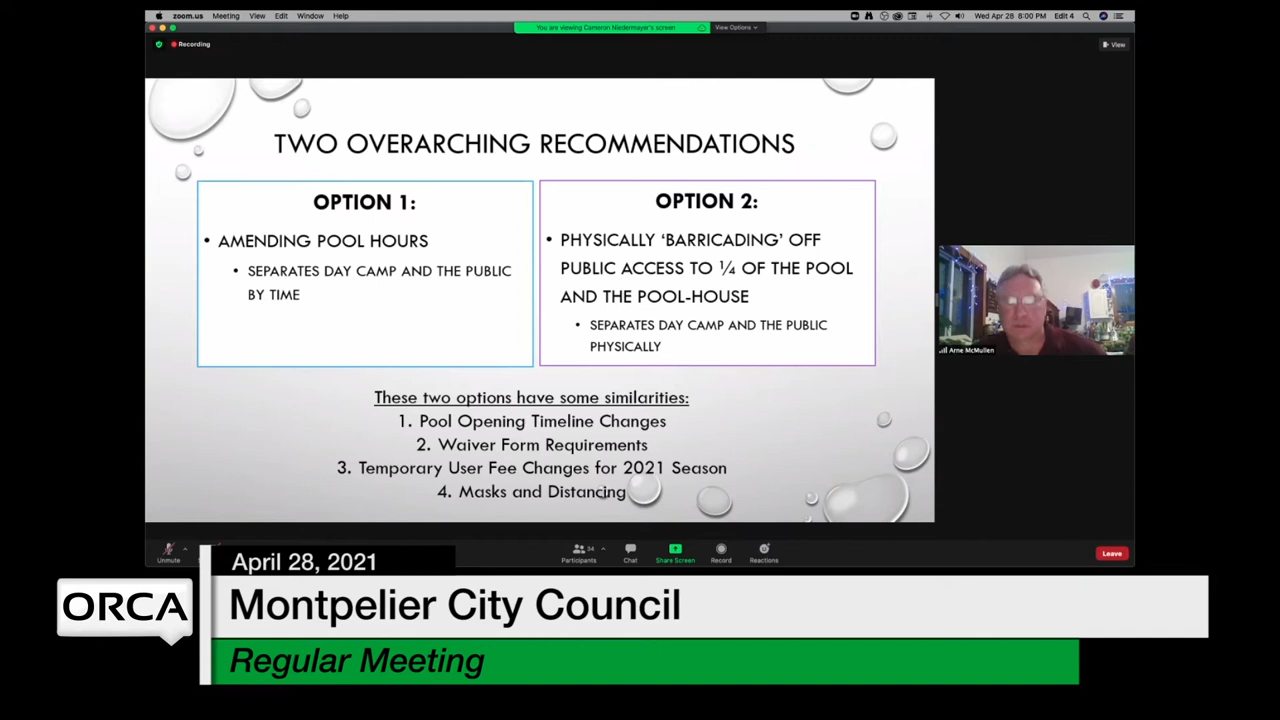 zoom.us Meeting View Edit Window Help
Wed Apr 28 8:00 PM Edit 4
You are viewing Cameron Niedermayer's screen
View Options
Recording
View
TWO OVERARCHING RECOMMENDATIONS
OPTION 1:
• AMENDING POOL HOURS
• SEPARATES DAY CAMP AND THE PUBLIC
BY TIME
OPTION 2:
• PHYSICALLY ‘BARRICADING’ OFF
PUBLIC ACCESS TO ¼ OF THE POOL
AND THE POOL-HOUSE
• SEPARATES DAY CAMP AND THE PUBLIC
PHYSICALLY
Arne McMullen
These two options have some similarities:
1. Pool Opening Timeline Changes
2. Waiver Form Requirements
3. Temporary User Fee Changes for 2021 Season
4. Masks and Distancing
Unmute
34
Participants
Chat
Share Screen
Record
Reactions
Leave
April 28, 2021
ORCA
Montpelier City Council
Regular Meeting